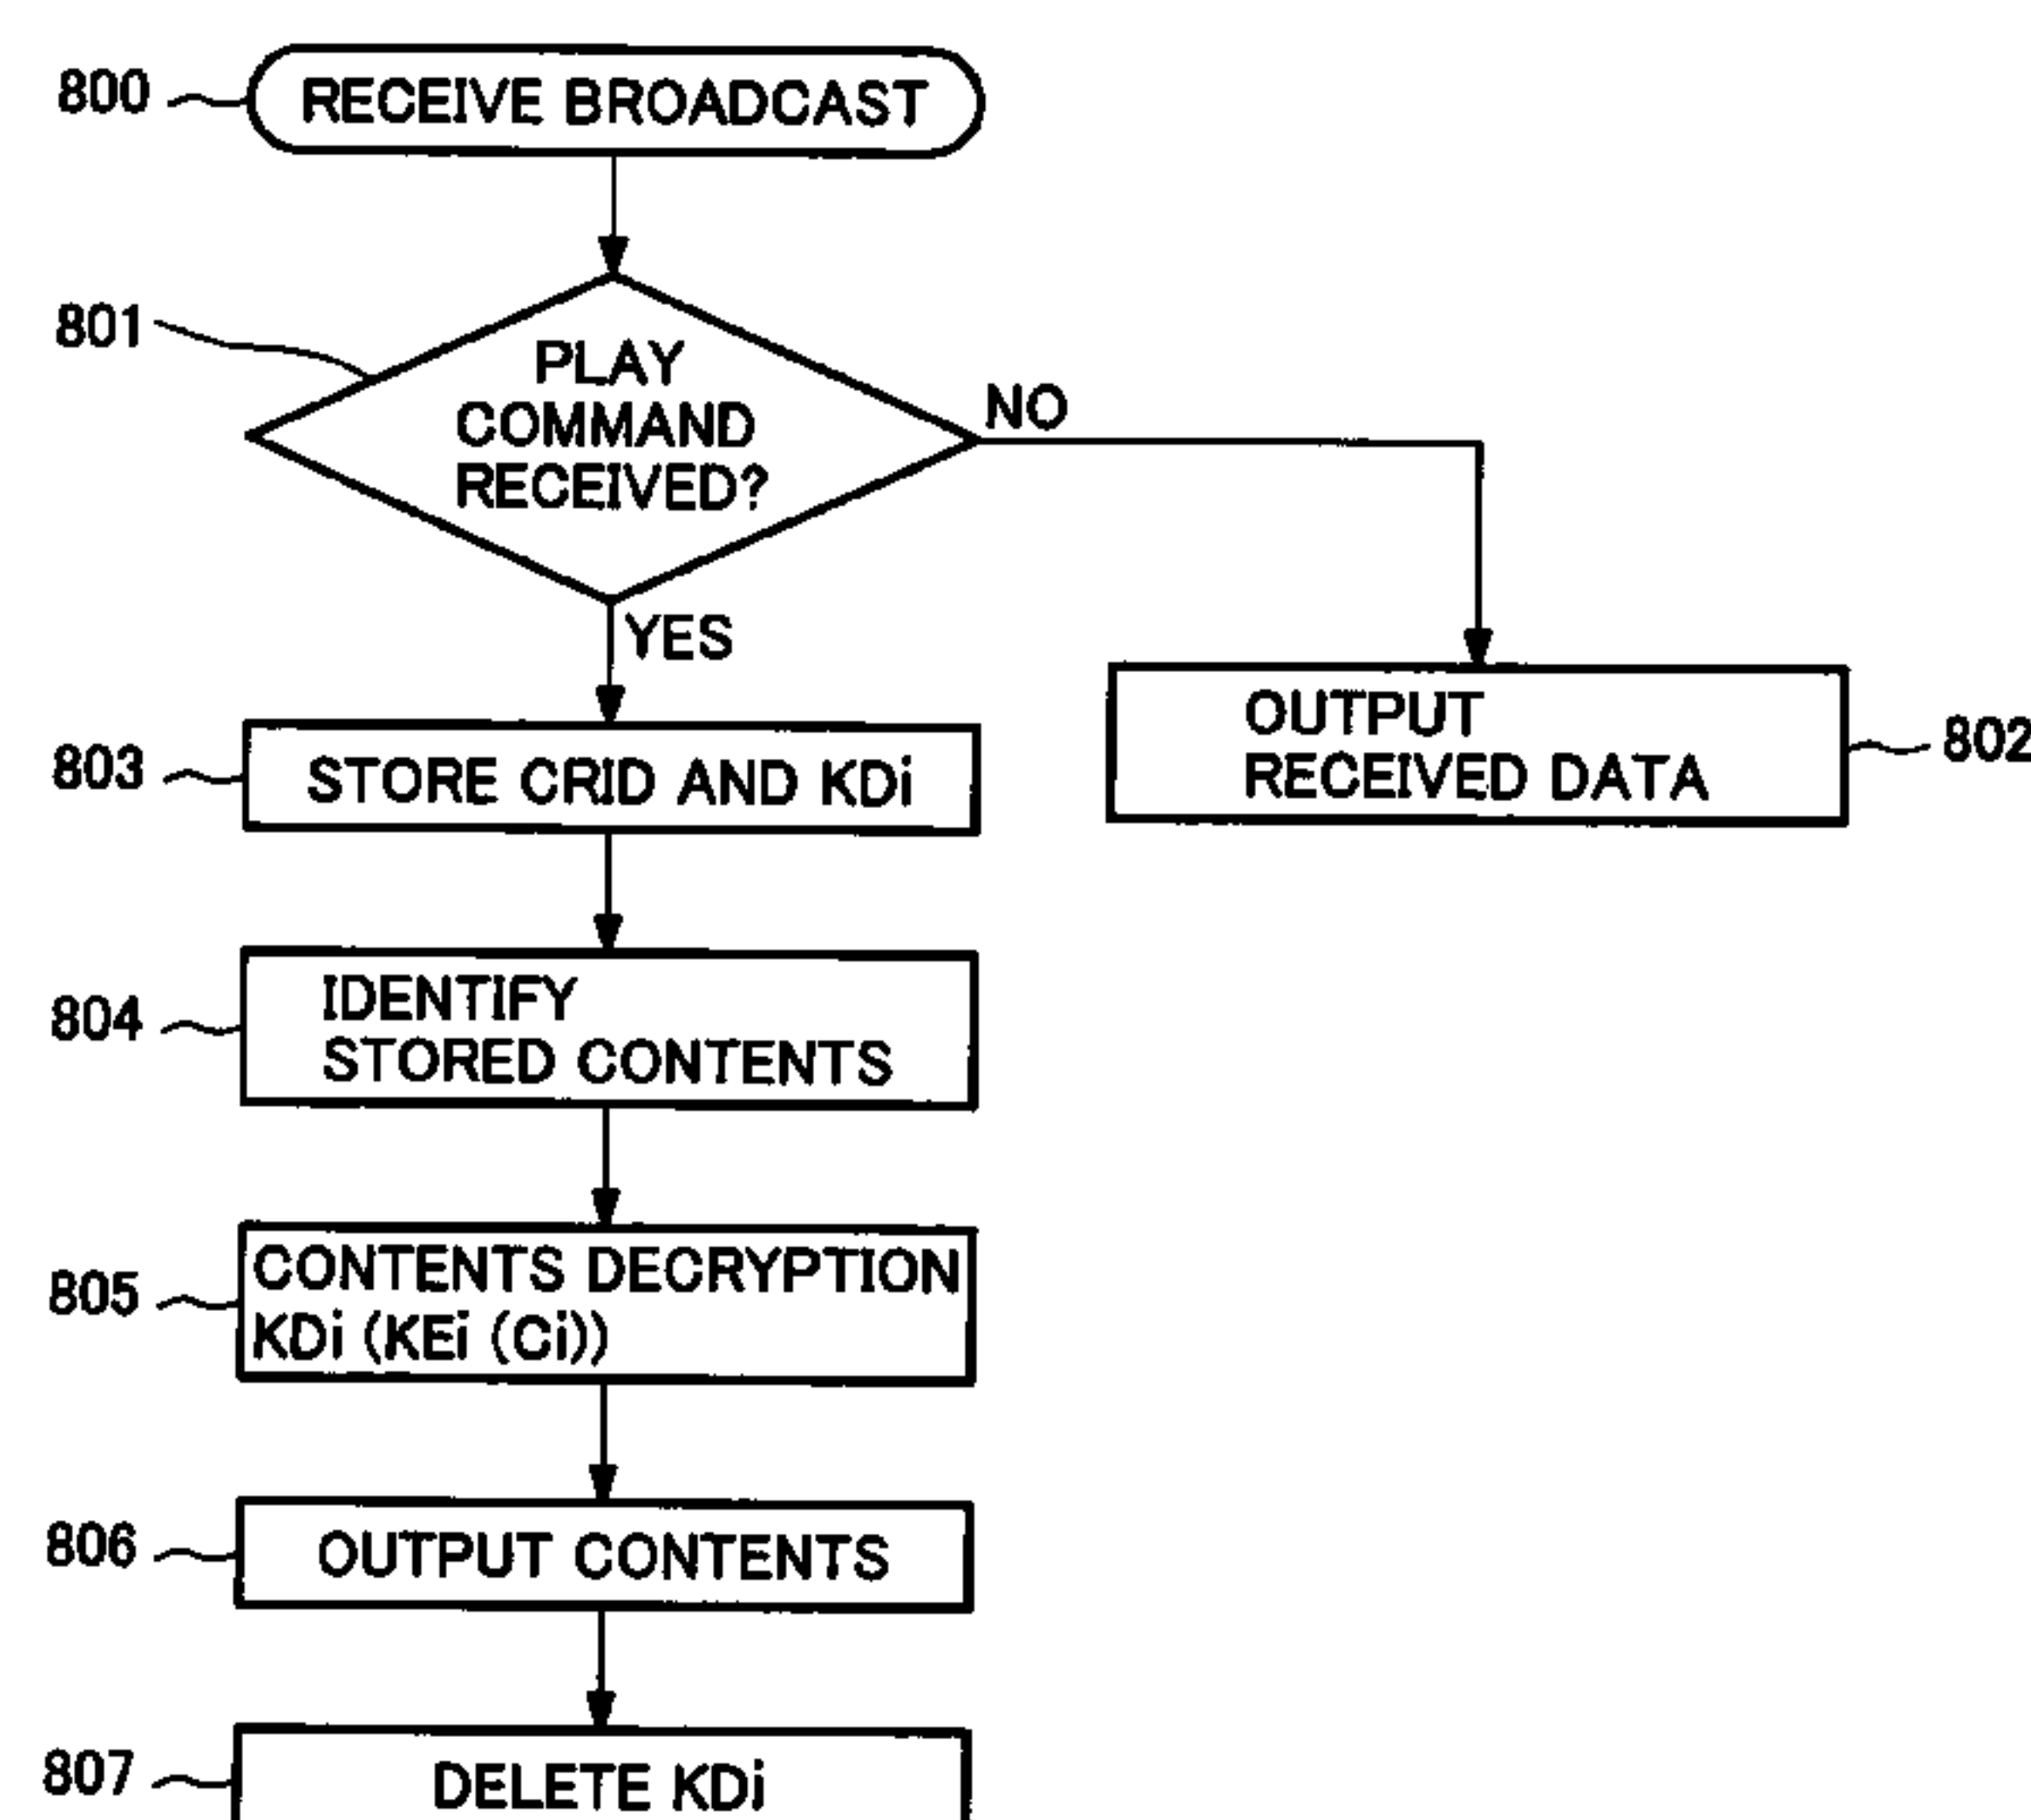 800
RECEIVE BROADCAST
801
PLAY
COMMAND
RECEIVED?
NO
YES
803
STORE CRID AND KDi
OUTPUT
RECEIVED DATA
802
804
IDENTIFY
STORED CONTENTS
805
CONTENTS DECRYPTION
KDi (KEi (Ci))
806
OUTPUT CONTENTS
807
DELETE KDi